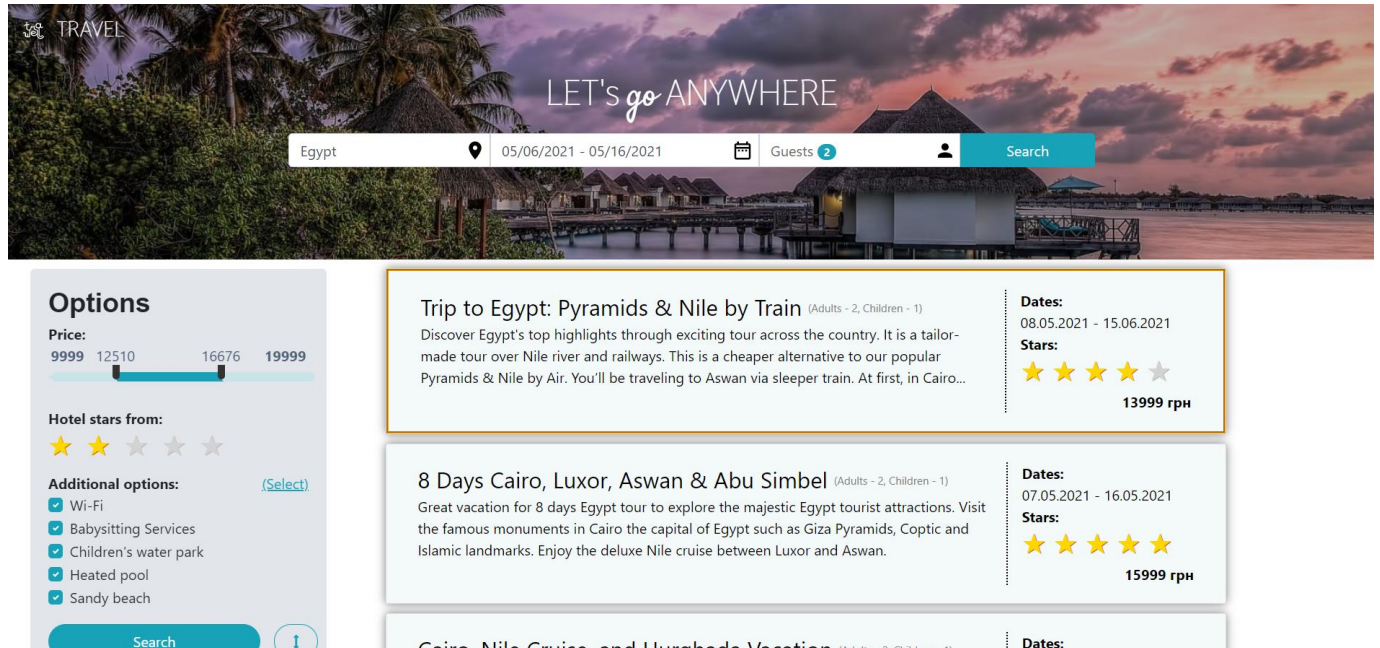 TRAVEL
LET's go ANYWHERE
Egypt
05/06/2021 - 05/16/2021
Guests 2
Search
Options
Price:
9999 12510 16676 19999
Hotel stars from:
Additional options: (Select)
Wi-Fi
Babysitting Services
Children's water park
Heated pool
Sandy beach
Search
Trip to Egypt: Pyramids & Nile by Train (Adults - 2, Children - 1)
Discover Egypt's top highlights through exciting tour across the country. It is a tailor-
made tour over Nile river and railways. This is a cheaper alternative to our popular
Pyramids & Nile by Air. You'll be traveling to Aswan via sleeper train. At first, in Cairo...
Dates:
08.05.2021 - 15.06.2021
Stars:
13999 грн
8 Days Cairo, Luxor, Aswan & Abu Simbel (Adults - 2, Children - 1)
Great vacation for 8 days Egypt tour to explore the majestic Egypt tourist attractions. Visit
the famous monuments in Cairo the capital of Egypt such as Giza Pyramids, Coptic and
Islamic landmarks. Enjoy the deluxe Nile cruise between Luxor and Aswan.
Dates:
07.05.2021 - 16.05.2021
Stars:
15999 грн
Cairo, Nile Cruise, and Hurghada Vacation
Dates: